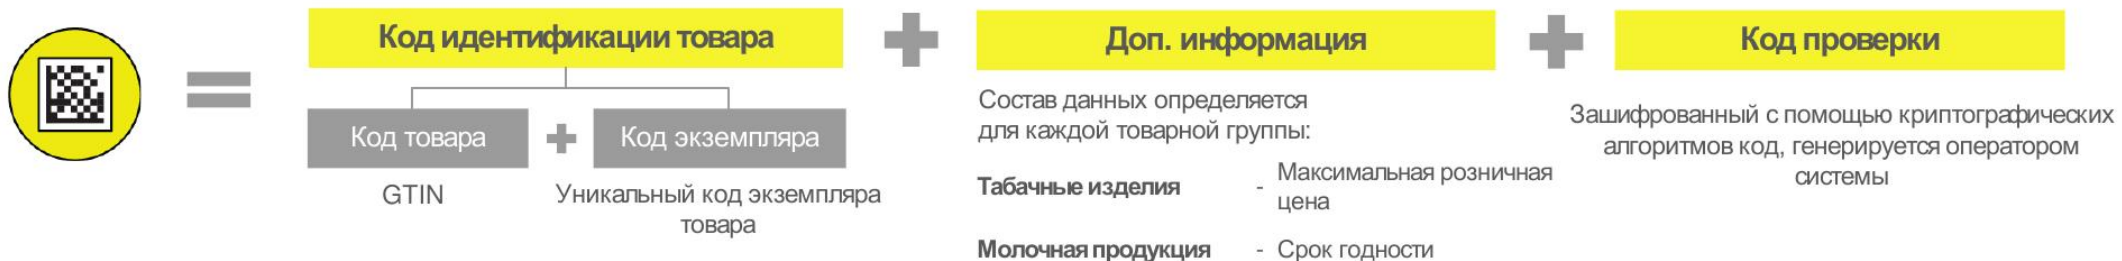 Код идентификации товара
Код товара
Код экземпляра
GTIN
Уникальный код экземпляра
товара
Доп. информация
Состав данных определяется
для каждой товарной группы:
Табачные изделия - Максимальная розничная
цена
Молочная продукция - Срок годности
Код проверки
Зашифрованный с помощью криптографических
алгоритмов код, генерируется оператором
системы